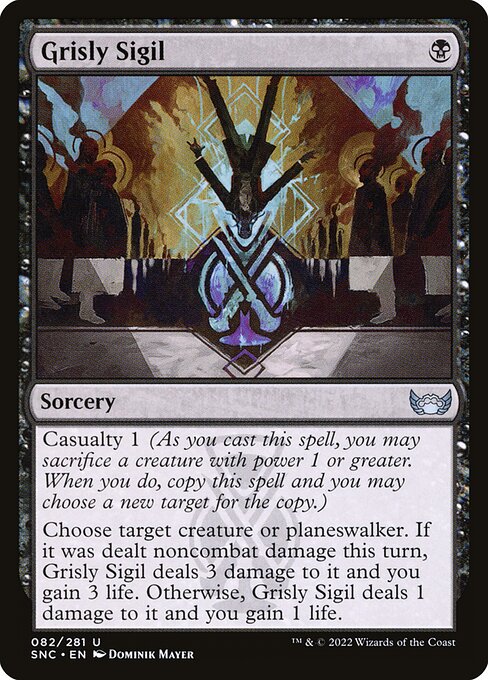 Grisly Sigil
Sorcery
Casualty 1 (As you cast this spell, you may
sacrifice a creature with power 1 or greater.
When you do, copy this spell and you may
choose a new target for the copy.)
Choose target creature or planeswalker. If
it was dealt noncombat damage this turn,
Grisly Sigil deals 3 damage to it and you
gain 3 life. Otherwise, Grisly Sigil deals 1
damage to it and you gain 1 life.
082/281 U
SNC • EN Dominik Mayer
™ & © 2022 Wizards of the Coast